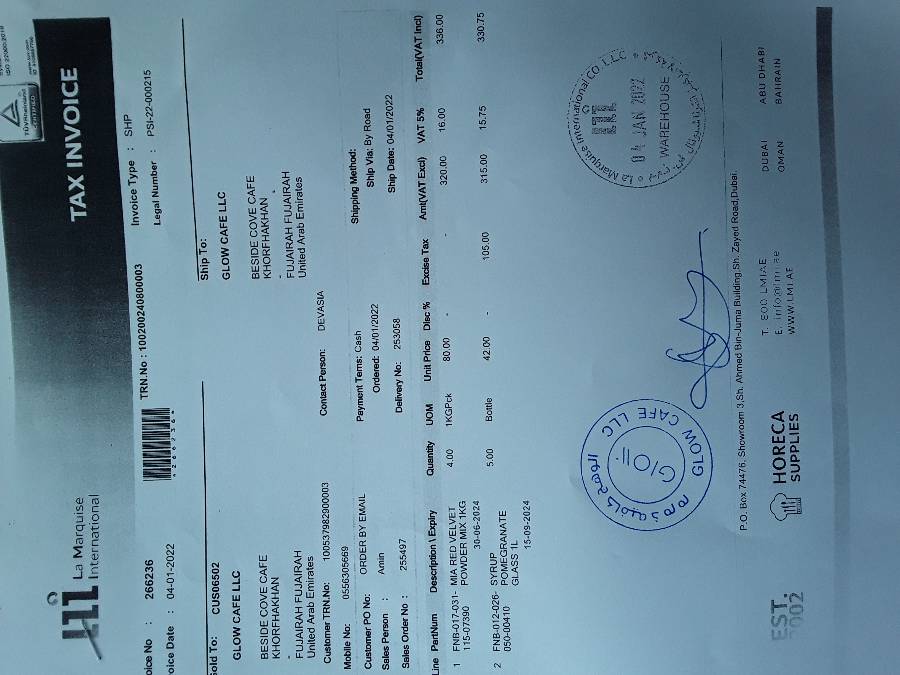 La Marquise
International
TAX INVOICE
TÜVRheinland
CERTIFIED
oice No : 266236
oice Date : 04-01-2022
4266236*
TRN.No : 100200240800003
Invoice Type : SHP
Legal Number : PSI-22-000215
Sold To: CUS06502
GLOW CAFE LLC
BESIDE COVE CAFE
KHORFHAKHAN
-
FUJAIRAH FUJAIRAH
United Arab Emirates
Customer TRN.No: 100537982900003
Contact Person: DEVASIA
Ship To:
GLOW CAFE LLC
BESIDE COVE CAFE
KHORFHAKHAN
-
FUJAIRAH FUJAIRAH
United Arab Emirates
Mobile No: 0556305669
Customer PO No: ORDER BY EMAIL
Sales Person : Amin
Sales Order No : 255497
Payment Terms: Cash
Ordered: 04/01/2022
Delivery No: 253058
Shipping Method:
Ship Via: By Road
Ship Date: 04/01/2022
Line PartNum Description \ Expiry Quantity UOM Unit Price Disc % Excise Tax Amt(VAT Excl) VAT 5% Total(VAT Incl)
1 FNB-017-031- MIA RED VELVET 4.00 1KGPck 80.00 - - 320.00 16.00 336.00
115-07390 POWDER MIX 1KG
30-06-2024
2 FNB-012-026- SYRUP 5.00 Bottle 42.00 - 105.00 315.00 15.75 330.75
050-00410 POMEGRANATE
GLASS 1L
15-09-2024
GLOW CAFE LLC
La Marquise International CO L.L.C
04 JAN 2022
WAREHOUSE
P.O. Box 74476, Showroom 3,Sh. Ahmed Bin-Juma Building,Sh. Zayed Road,Dubai.
EST.
2002
HORECA
SUPPLIES
T. 800 LMIAE
E. info@lmi.ae
WWW.LMI.AE
DUBAI ABU DHABI
OMAN BAHRAIN